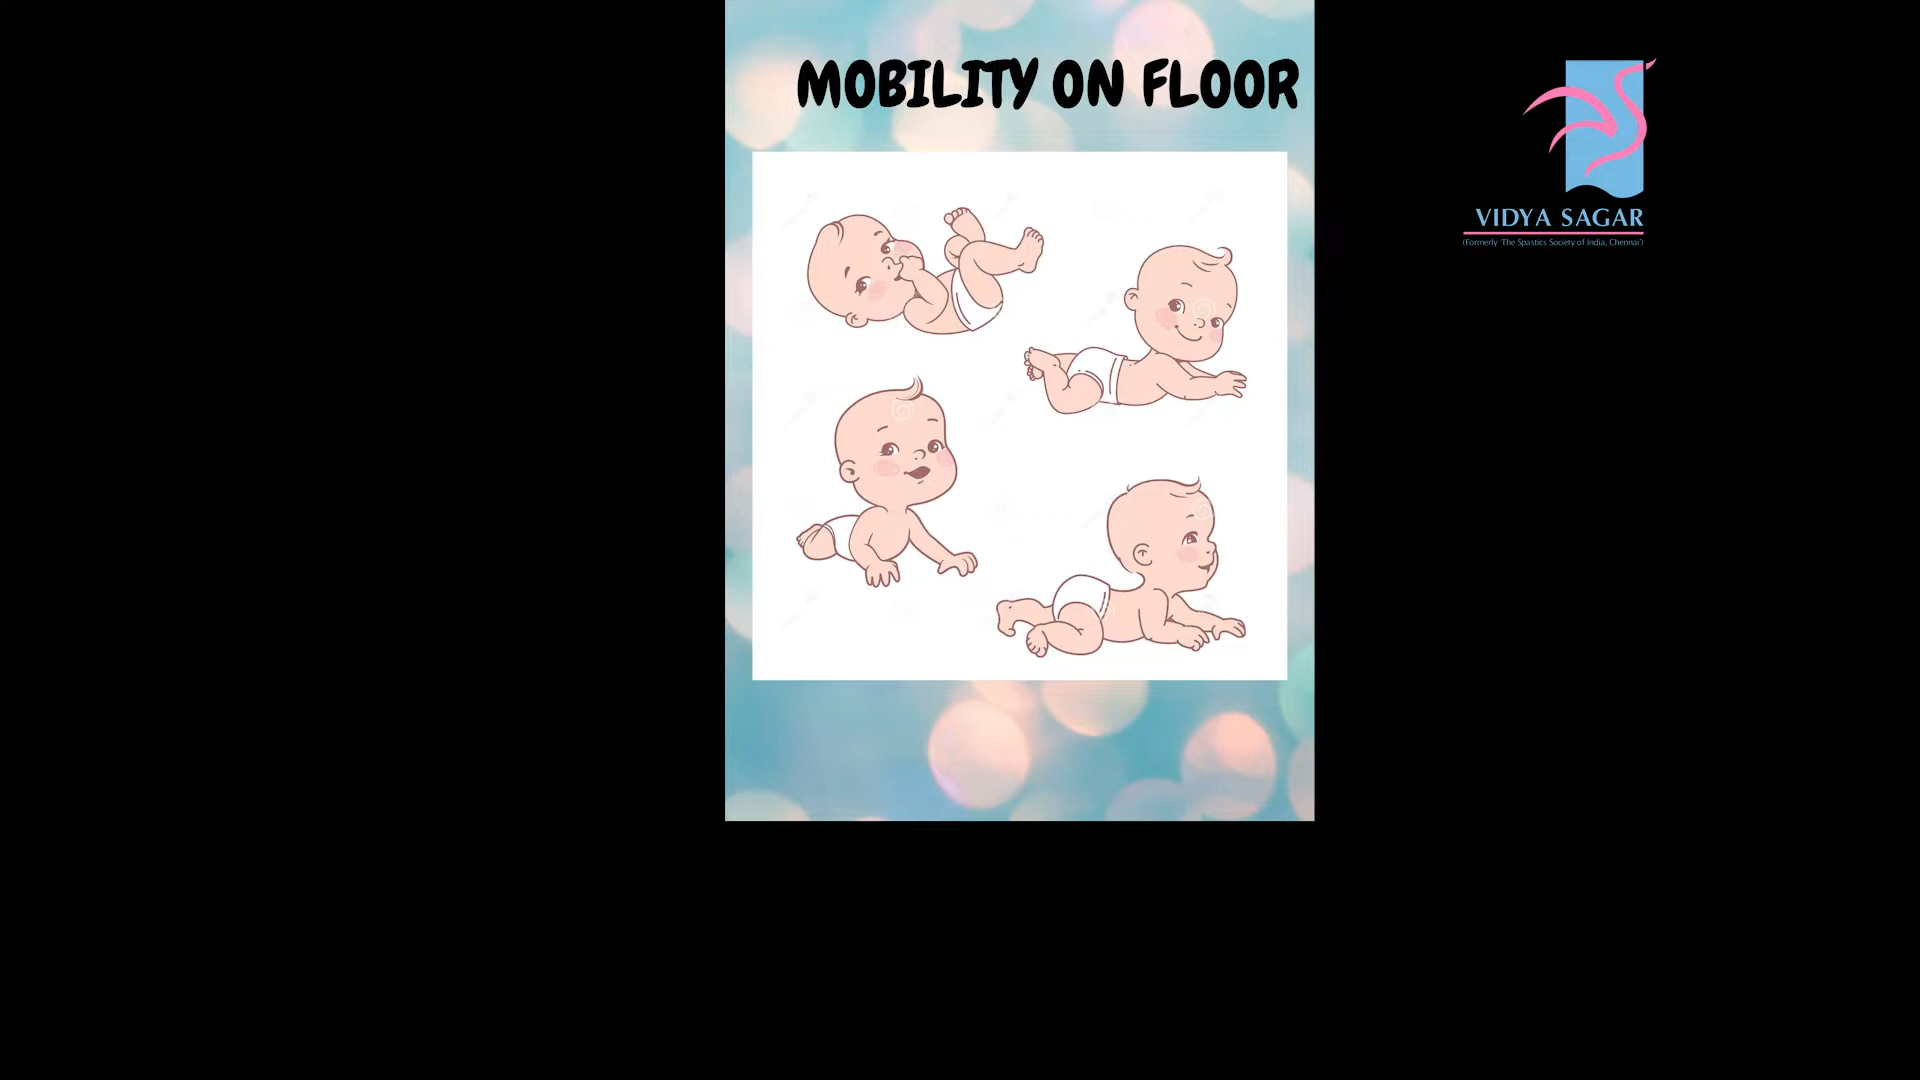 MOBILITY ON FLOOR
VIDYA SAGAR
(Formerly 'The Spastics Society of India, Chennai')